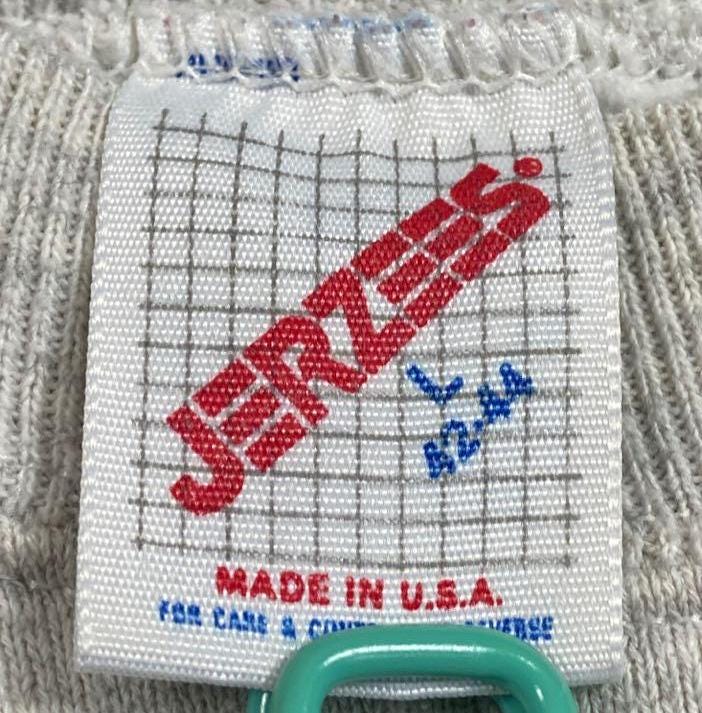 JERZEES.
L
42-44
MADE IN U.S.A.
FOR CARE &